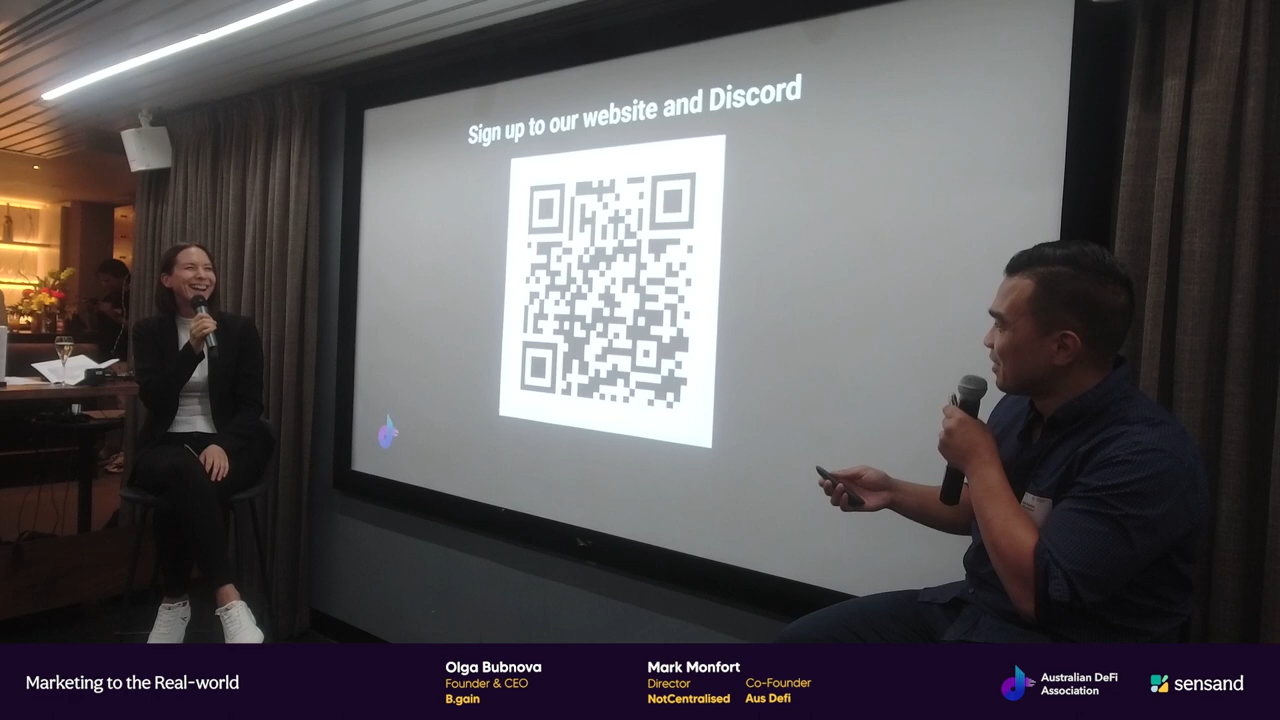 Sign up to our website and Discord
Marketing to the Real-world
Olga Bubnova
Founder & CEO
B.gain
Mark Monfort
Director
NotCentralised
Co-Founder
Aus Defi
Australian DeFi
Association
sensand